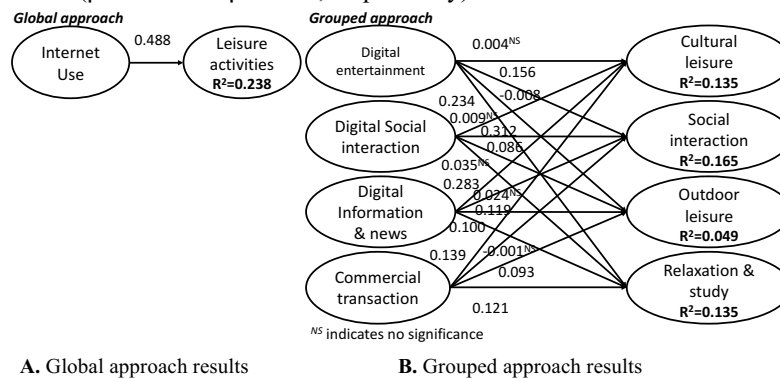 Global approach
Internet
Use
0.488
Leisure
activities
R²=0.238
Grouped approach
Digital
entertainment
Digital Social
interaction
Digital
Information
& news
Commercial
transaction
0.004ᴺˢ
0.156
-0.008
0.234
0.009ᴺˢ
0.312
0.086
0.035ᴺˢ
0.283
0.024ᴺˢ
0.119
0.100
0.139
-0.001ᴺˢ
0.093
0.121
Cultural
leisure
R²=0.135
Social
interaction
R²=0.165
Outdoor
leisure
R²=0.049
Relaxation &
study
R²=0.135
NS indicates no significance
A. Global approach results
B. Grouped approach results